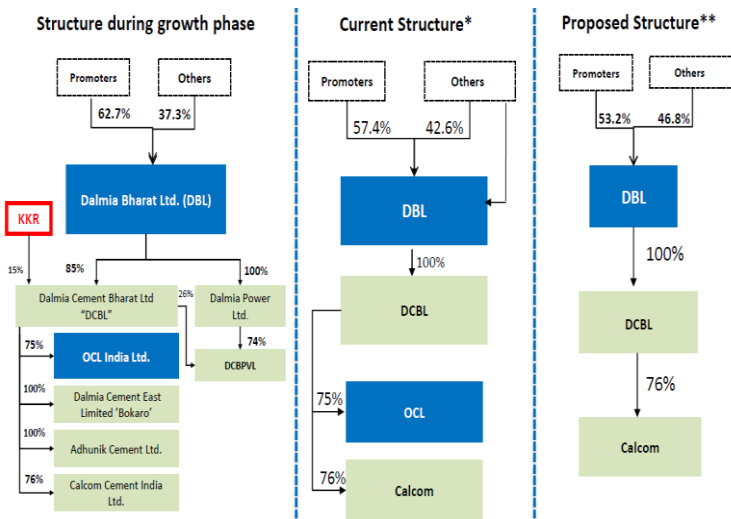 Structure during growth phase
Promoters
Others
62.7%
37.3%
Dalmia Bharat Ltd. (DBL)
KKR
15%
85%
100%
Dalmia Cement Bharat Ltd
"DCBL"
26%
Dalmia Power
Ltd.
75%
74%
OCL India Ltd.
DCBPVL
100%
Dalmia Cement East
Limited 'Bokaro'
100%
Adhunik Cement Ltd.
76%
Calcom Cement India
Ltd.
Current Structure*
Promoters
Others
57.4%
42.6%
DBL
100%
DCBL
75%
OCL
76%
Calcom
Proposed Structure**
Promoters
Others
53.2%
46.8%
DBL
100%
DCBL
76%
Calcom